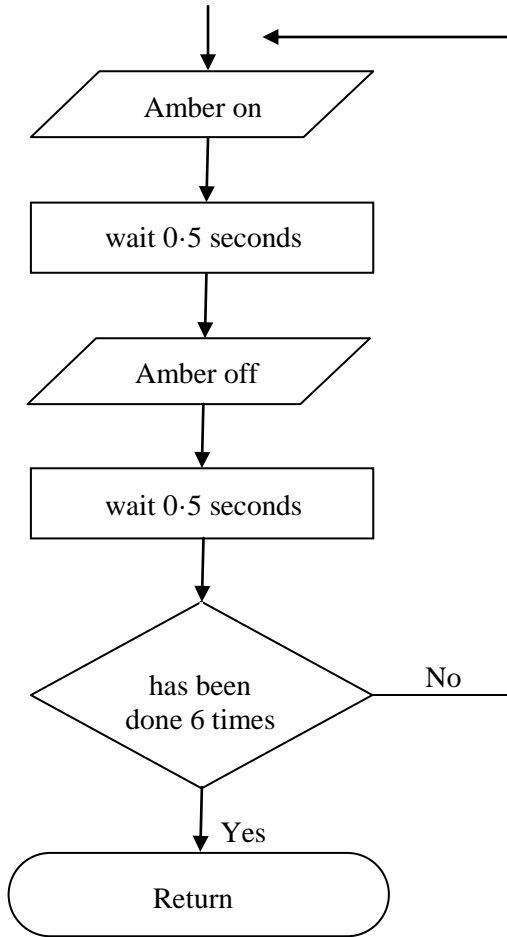 Amber on
wait 0·5 seconds
Amber off
wait 0·5 seconds
has been
done 6 times
No
Yes
Return